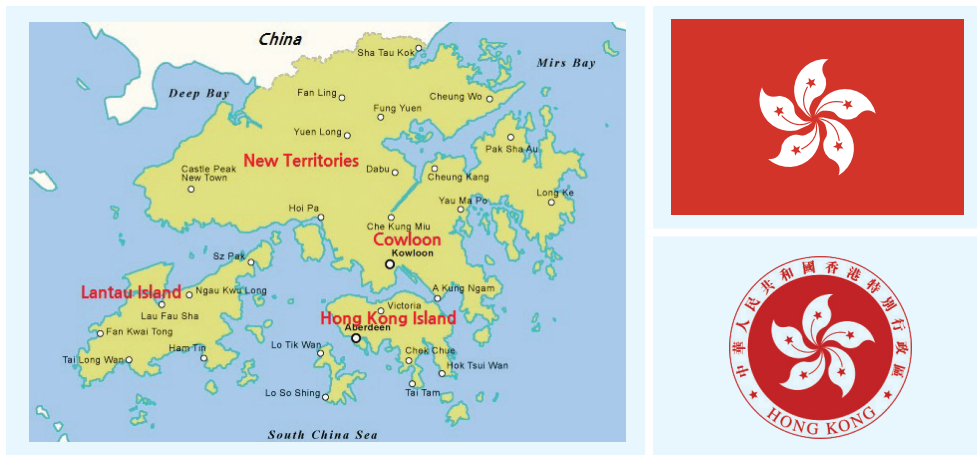 China
Sha Tau Kok
Mirs Bay
Deep Bay
Fan Ling
Cheung Wo
Fung Yuen
Yuen Long
Pak Sha Au
New Territories
Castle Peak
New Town
Dabu
Cheung Kang
Long Ke
Yau Ma Po
Hoi Pa
Che Kung Miu
Cowloon
Kowloon
Sz Pak
Lantau Island
Ngau Kwu Long
A Kung Ngam
Victoria
Lau Fau Sha
Hong Kong Island
Aberdeen
Fan Kwai Tong
Lo Tik Wan
Ham Tin
Chek Chue
Tai Long Wan
Hok Tsui Wan
Lo So Shing
Tai Tam
South China Sea
中華人民共和國香港特別行政區
HONG KONG